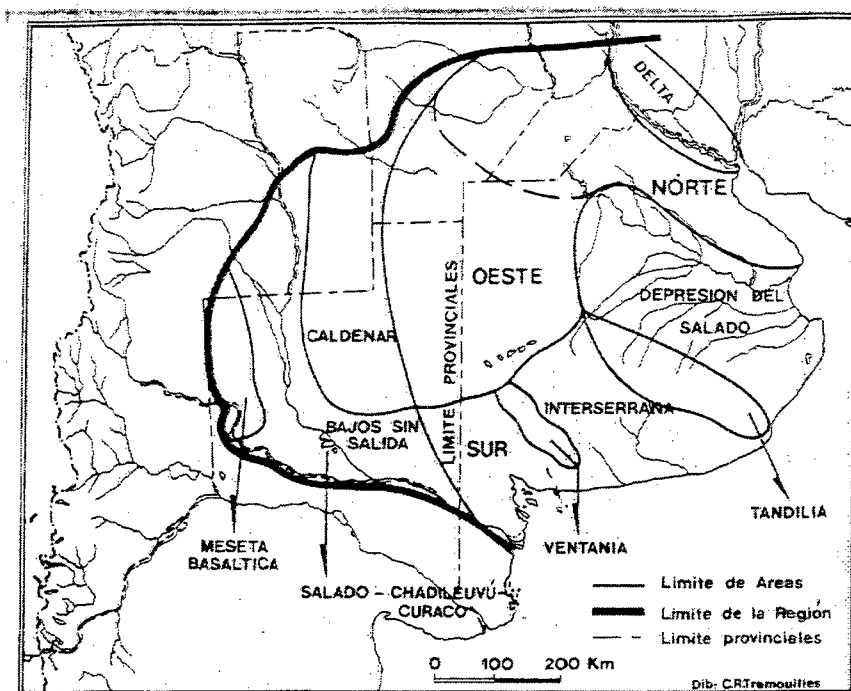 DELTA
NORTE
OESTE
DEPRESION DEL
SALADO
CALDENAR
LIMITE PROVINCIALES
BAJOS SIN
SALIDA
INTERSERRANA
SUR
TANDILIA
MESETA
BASALTICA
VENTANIA
SALADO - CHADILEUVU-
CURACO
Limite de Areas
Limite de la Región
Limite provinciales
0 100 200 Km
Dib: C.R.Tremouilles